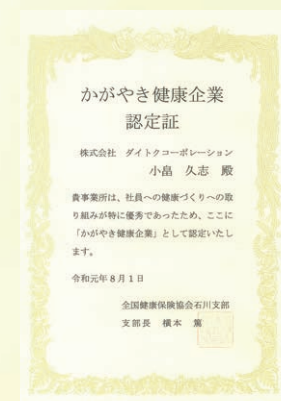 かがやき健康企業
認定証
株式会社 ダイトクコーポレーション
小畠 久志 殿
貴事業所は、社員への健康づくりへの取
り組みが特に優秀であったため、ここに
「かがやき健康企業」として認定いたし
ます。
令和元年8月1日
全国健康保険協会石川支部
支部長 橫本 篤